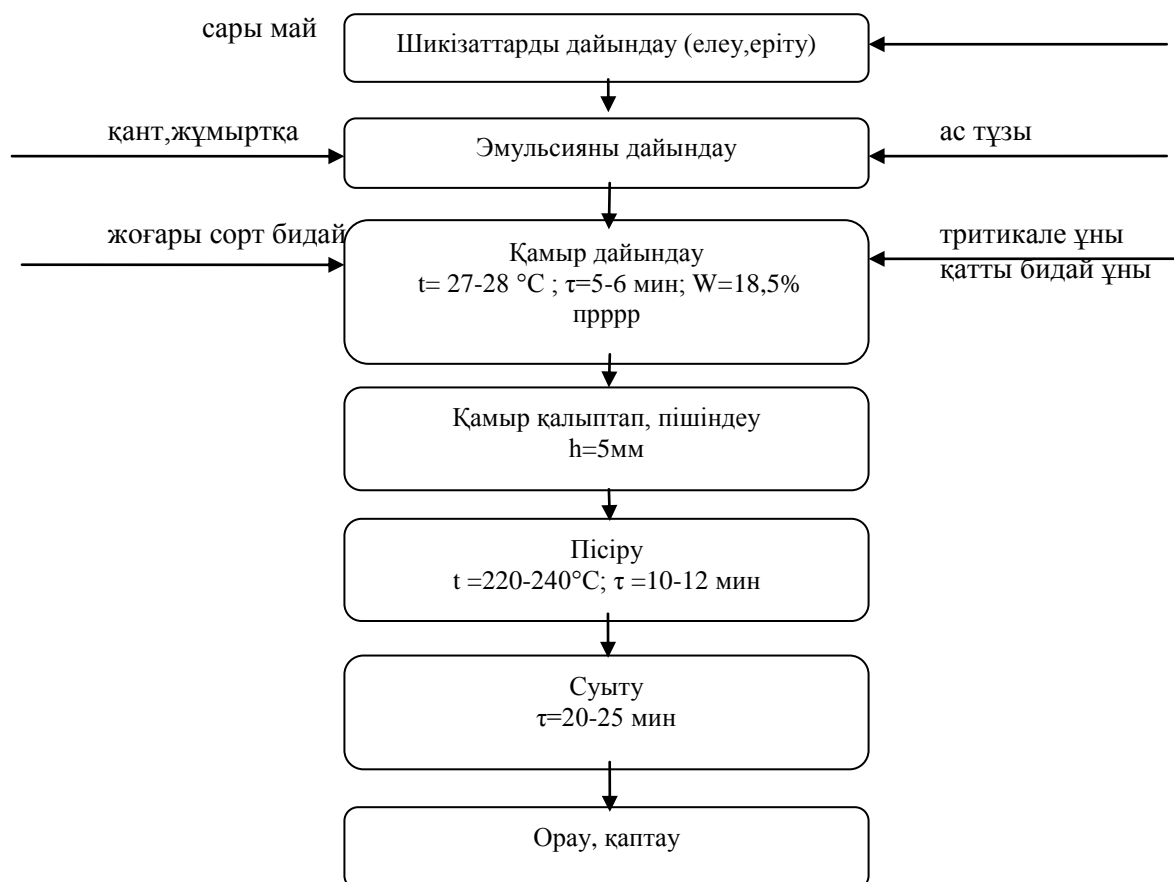 сары май
Шикізаттарды дайындау (елеу,еріту)
қант,жұмыртқа
Эмульсияны дайындау
ас тұзы
жоғары сорт бидай
Қамыр дайындау
t= 27-28 °C ; τ=5-6 мин; W=18,5%
прррр
тритикале ұны
қатты бидай ұны
Қамыр қалыптап, пішіндеу
h=5мм
Пісіру
t =220-240°C; τ =10-12 мин
Суыту
τ=20-25 мин
Орау, қаптау